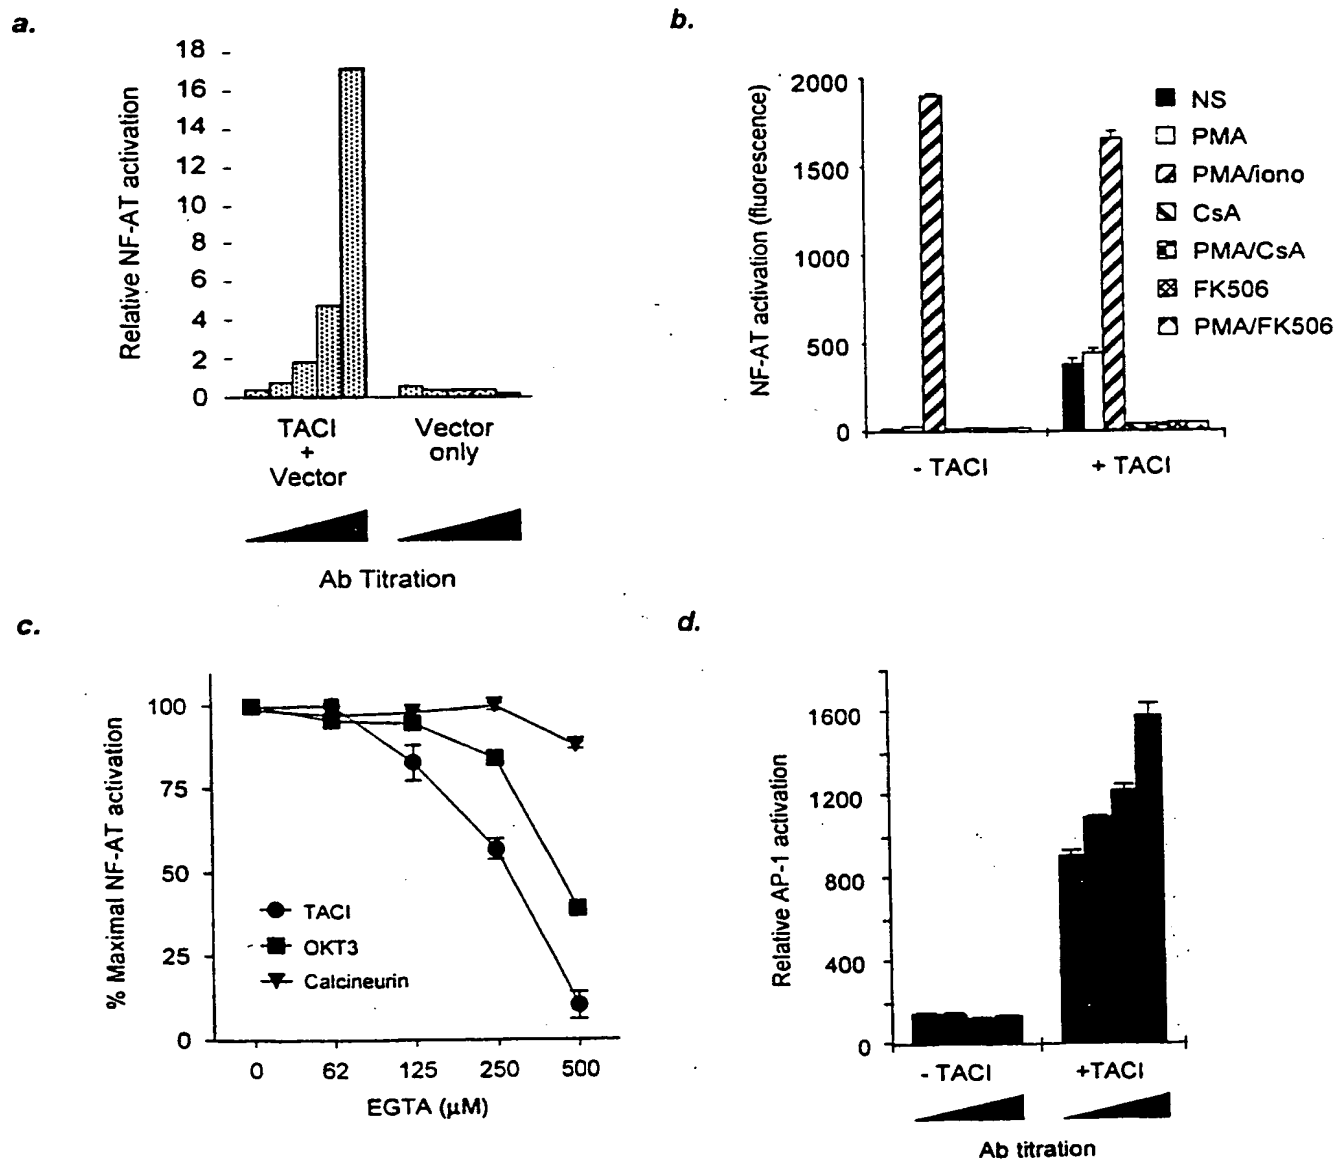 a.
Relative NF-AT activation
18
16
14
12
10
8
6
4
2
0
TACI
+
Vector
Vector
only
Ab Titration
b.
NF-AT activation (fluorescence)
2000
1500
1000
500
0
- TACI
+ TACI
NS
PMA
PMA/iono
CsA
PMA/CsA
FK506
PMA/FK506
c.
% Maximal NF-AT activation
100
75
50
25
0
TACI
OKT3
Calcineurin
0 62 125 250 500
EGTA (µM)
d.
Relative AP-1 activation
1600
1200
800
400
0
- TACI
+TACI
Ab titration